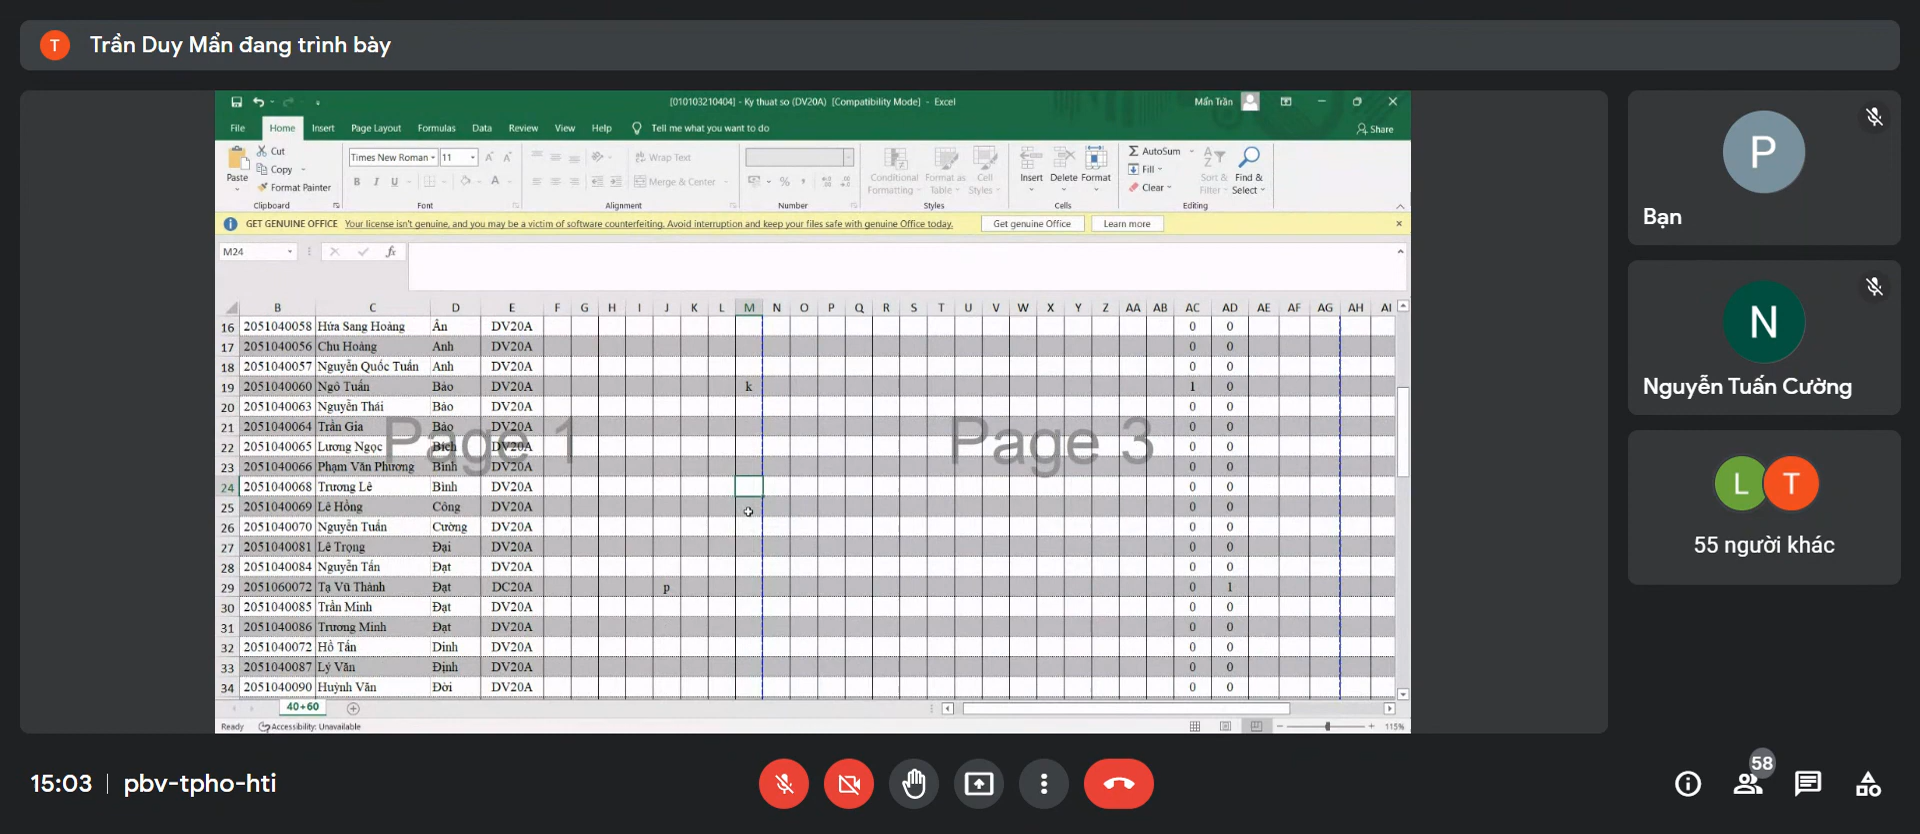 T Trần Duy Mẩn đang trình bày
[010103210404] - Ky thuat so (DV20A) [Compatibility Mode] - Excel
Mẩn Trần
File Home Insert Page Layout Formulas Data Review View Help Tell me what you want to do
Share
Paste
Cut
Copy
Format Painter
Clipboard
Times New Roman 11
B I U
Font
Wrap Text
Merge & Center
Alignment
Number
Conditional Formatting
Format as Table
Cell Styles
Styles
Insert Delete Format
Cells
AutoSum
Fill
Clear
Sort & Filter
Find & Select
Editing
GET GENUINE OFFICE Your license isn't genuine, and you may be a victim of software counterfeiting. Avoid interruption and keep your files safe with genuine Office today. Get genuine Office Learn more
M24 fx
B C D E F G H I J K L M N O P Q R S T U V W X Y Z AA AB AC AD AE AF AG AH AI
16 2051040058 Hứa Sang Hoàng Ân DV20A 0 0
17 2051040056 Chu Hoàng Anh DV20A 0 0
18 2051040057 Nguyễn Quốc Tuấn Anh DV20A 0 0
19 2051040060 Ngô Tuấn Bảo DV20A k 1 0
20 2051040063 Nguyễn Thái Bảo DV20A 0 0
21 2051040064 Trần Gia Bảo DV20A 0 0
22 2051040065 Lương Ngọc Bích DV20A 0 0
23 2051040066 Phạm Văn Phương Bình DV20A 0 0
24 2051040068 Trương Lê Bình DV20A 0 0
25 2051040069 Lê Hồng Công DV20A 0 0
26 2051040070 Nguyễn Tuấn Cường DV20A 0 0
27 2051040081 Lê Trọng Đại DV20A 0 0
28 2051040084 Nguyễn Tấn Đạt DV20A 0 0
29 2051060072 Tạ Vũ Thành Đạt DC20A p 0 1
30 2051040085 Trần Minh Đạt DV20A 0 0
31 2051040086 Trương Minh Đạt DV20A 0 0
32 2051040072 Hồ Tấn Dinh DV20A 0 0
33 2051040087 Lý Văn Định DV20A 0 0
34 2051040090 Huỳnh Văn Đời DV20A 0 0
Page 1
Page 3
40+60
Ready Accessibility: Unavailable
115%
P
Bạn
N
Nguyễn Tuấn Cường
L T
55 người khác
15:03 | pbv-tpho-hti
58